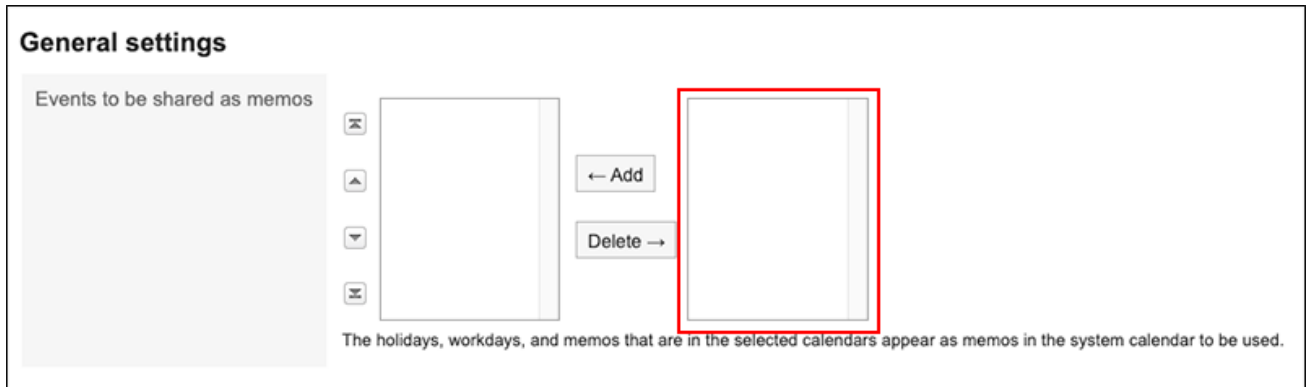 General settings
Events to be shared as memos
← Add
Delete →
The holidays, workdays, and memos that are in the selected calendars appear as memos in the system calendar to be used.